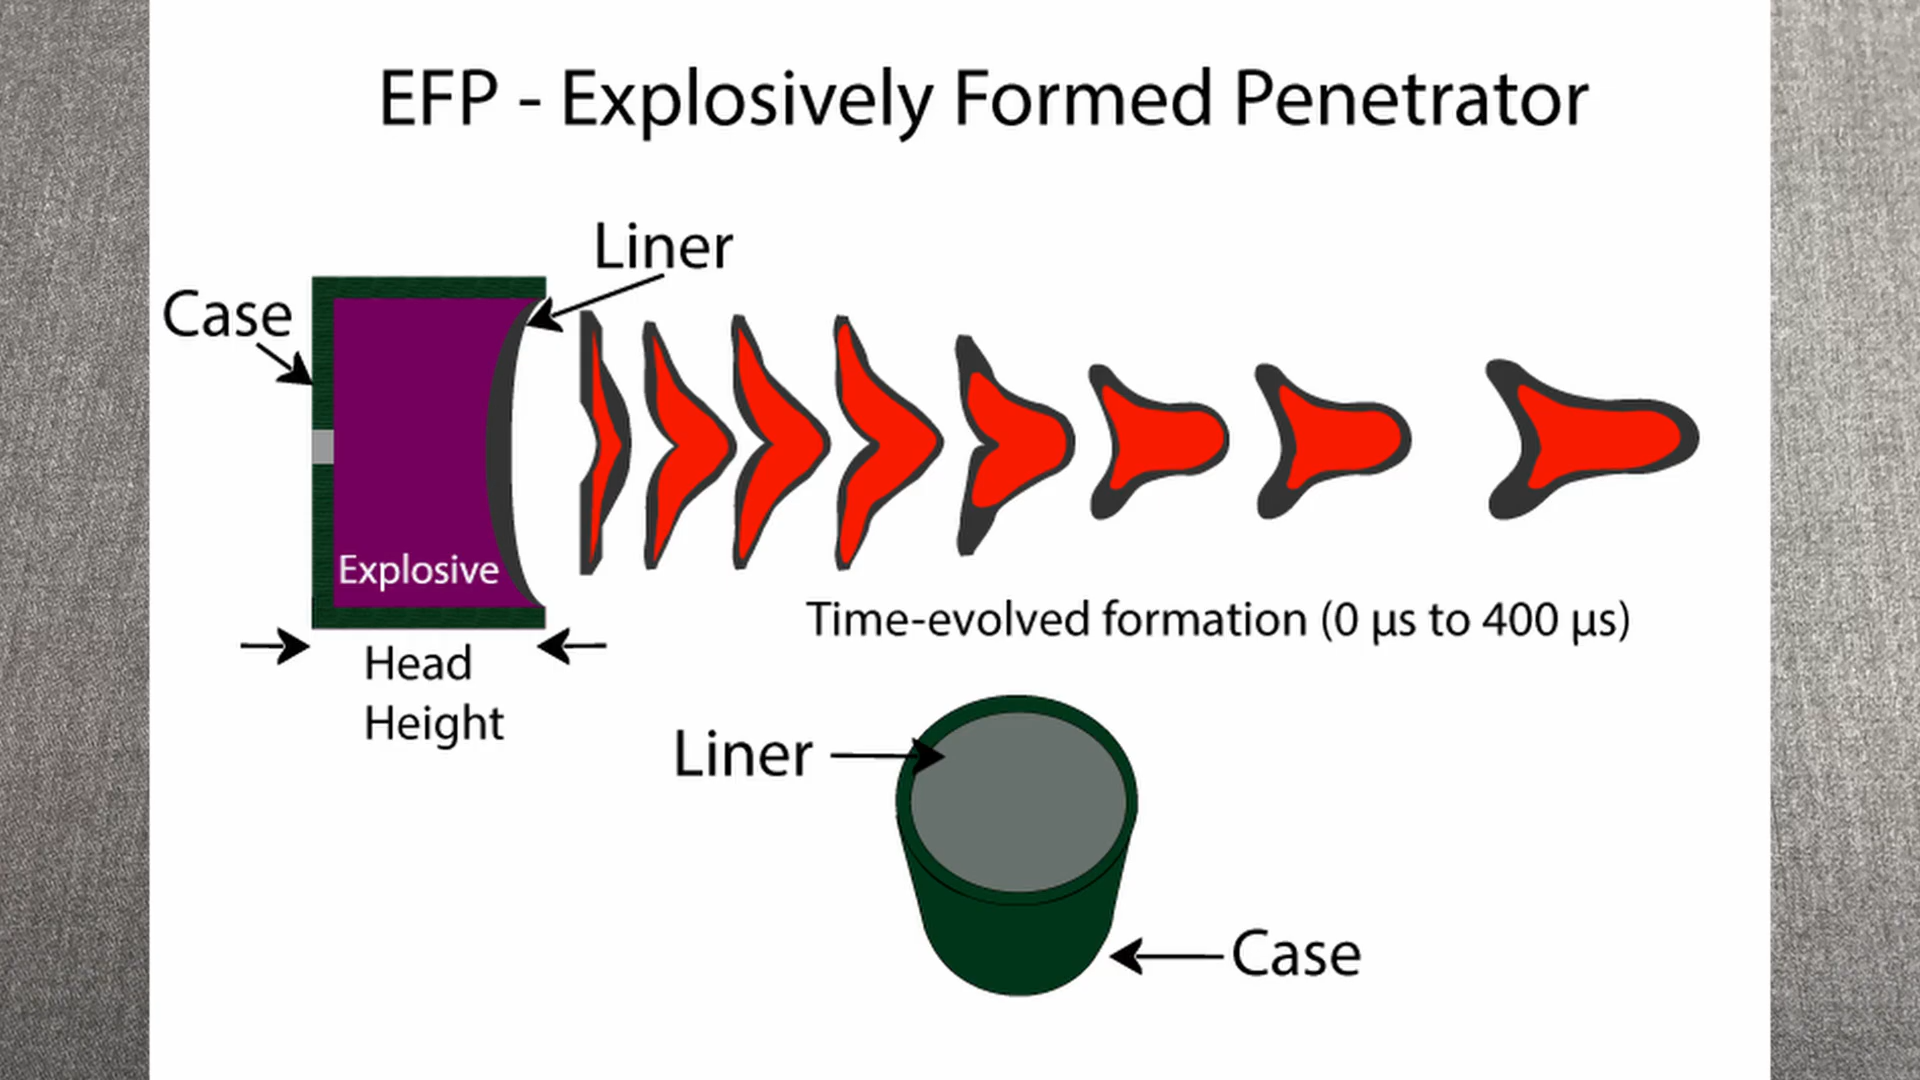 EFP - Explosively Formed Penetrator
Liner
Case
Explosive
Time-evolved formation (0 µs to 400 µs)
Head
Height
Liner
Case